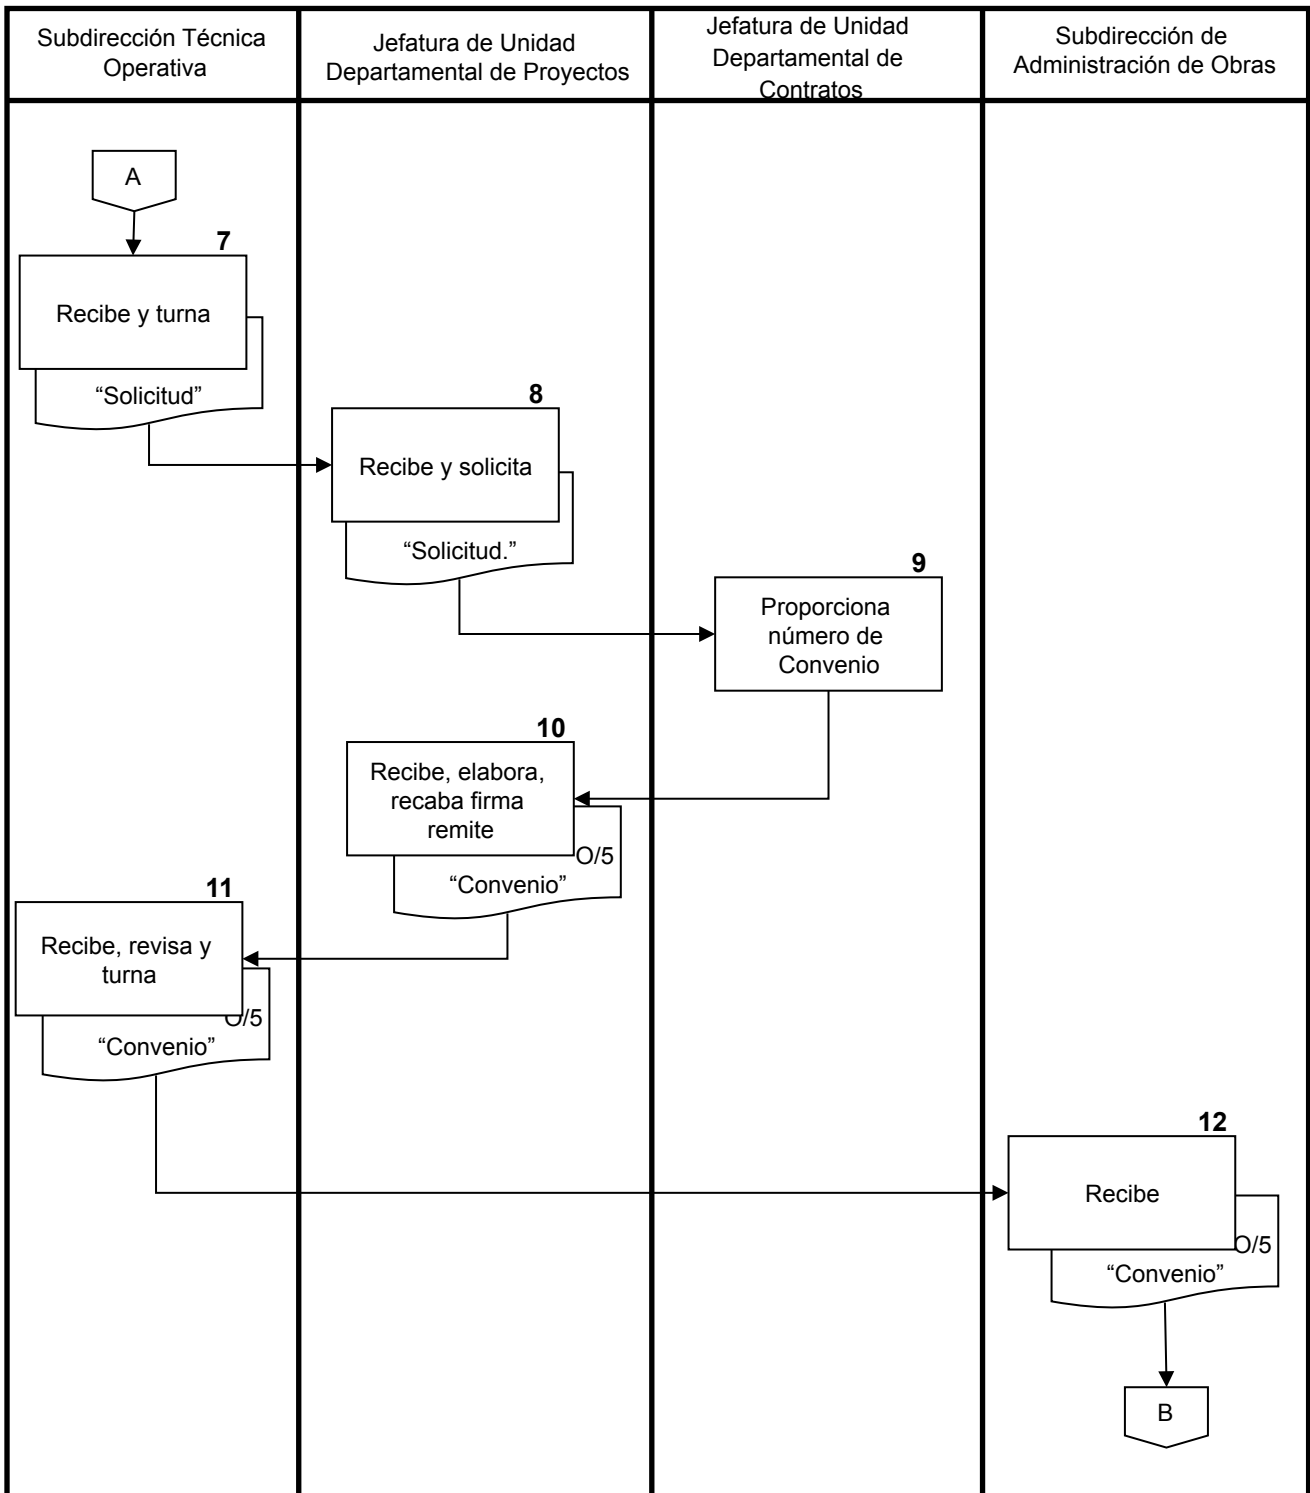 Subdirección Técnica
Operativa
Jefatura de Unidad
Departamental de Proyectos
Jefatura de Unidad
Departamental de
Contratos
Subdirección de
Administración de Obras
A
7
Recibe y turna
“Solicitud”
8
Recibe y solicita
“Solicitud.”
9
Proporciona
número de
Convenio
10
Recibe, elabora,
recaba firma
remite
O/5
“Convenio”
11
Recibe, revisa y
turna
O/5
“Convenio”
12
Recibe
O/5
“Convenio”
B